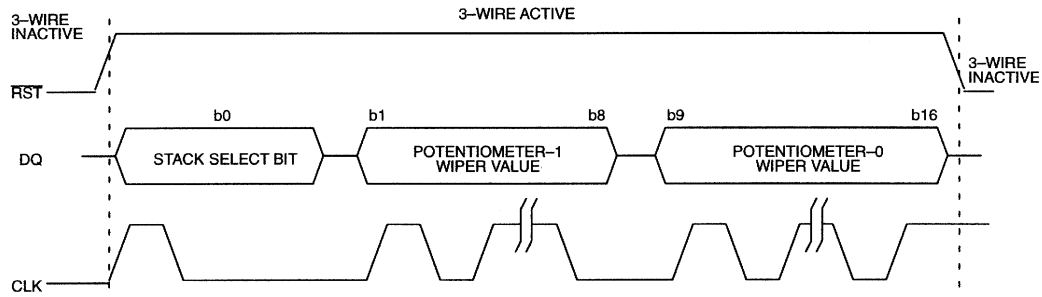 3–WIRE
INACTIVE
3–WIRE ACTIVE
3–WIRE
INACTIVE
RST
b0
b1
b8
b9
b16
DQ
STACK SELECT BIT
POTENTIOMETER–1
WIPER VALUE
POTENTIOMETER–0
WIPER VALUE
CLK